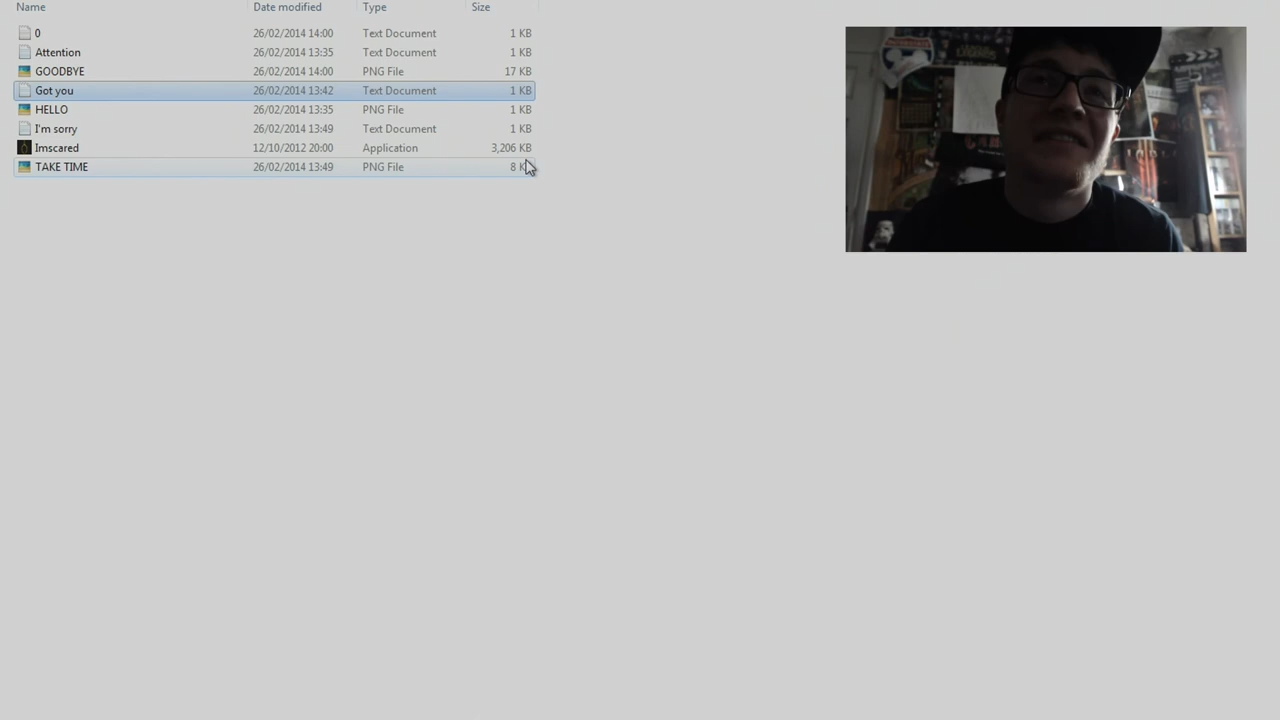 Name Date modified Type Size
0 26/02/2014 14:00 Text Document 1 KB
Attention 26/02/2014 13:35 Text Document 1 KB
GOODBYE 26/02/2014 14:00 PNG File 17 KB
Got you 26/02/2014 13:42 Text Document 1 KB
HELLO 26/02/2014 13:35 PNG File 1 KB
I'm sorry 26/02/2014 13:49 Text Document 1 KB
Imscared 12/10/2012 20:00 Application 3,206 KB
TAKE TIME 26/02/2014 13:49 PNG File 8